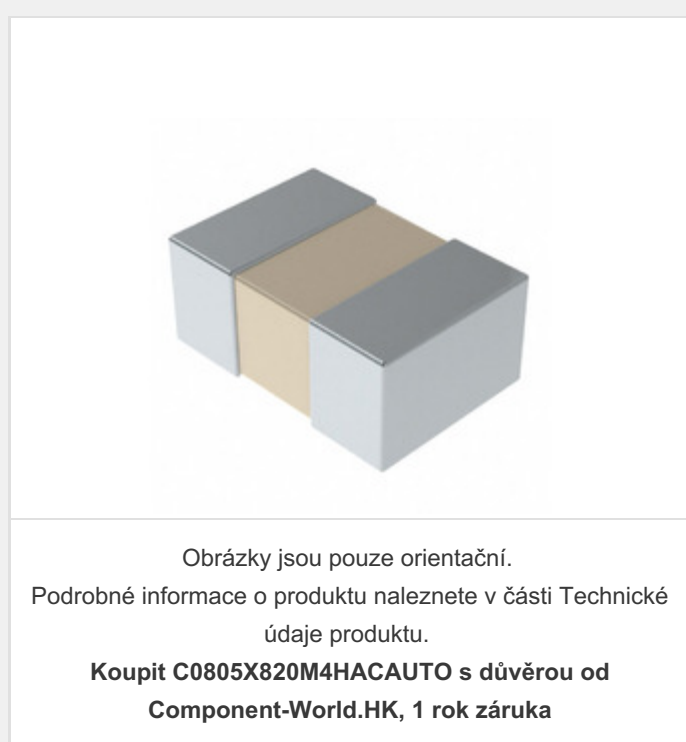 Obrázky jsou pouze orientační.
Podrobné informace o produktu naleznete v části Technické
údaje produktu.
Koupit C0805X820M4HACAUTO s důvěrou od
Component-World.HK, 1 rok záruka